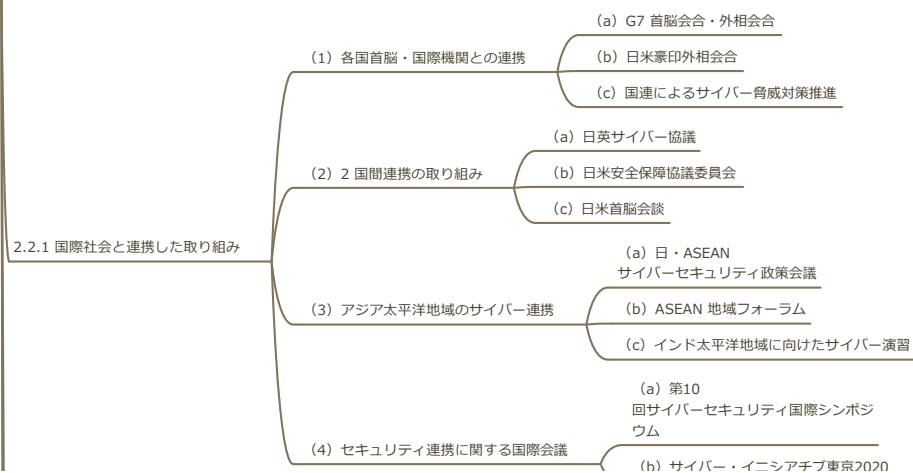 2.2.1 国際社会と連携した取り組み
（1）各国首脳・国際機関との連携
（a）G7 首脳会合・外相会合
（b）日米豪印外相会合
（c）国連によるサイバー脅威対策推進
（2）2 国間連携の取り組み
（a）日英サイバー協議
（b）日米安全保障協議委員会
（c）日米首脳会談
（3）アジア太平洋地域のサイバー連携
（a）日・ASEAN
サイバーセキュリティ政策会議
（b）ASEAN 地域フォーラム
（c）インド太平洋地域に向けたサイバー演習
（4）セキュリティ連携に関する国際会議
（a）第10
回サイバーセキュリティ国際シンポジ
ウム
（b）サイバー・イニシアチブ東京2020